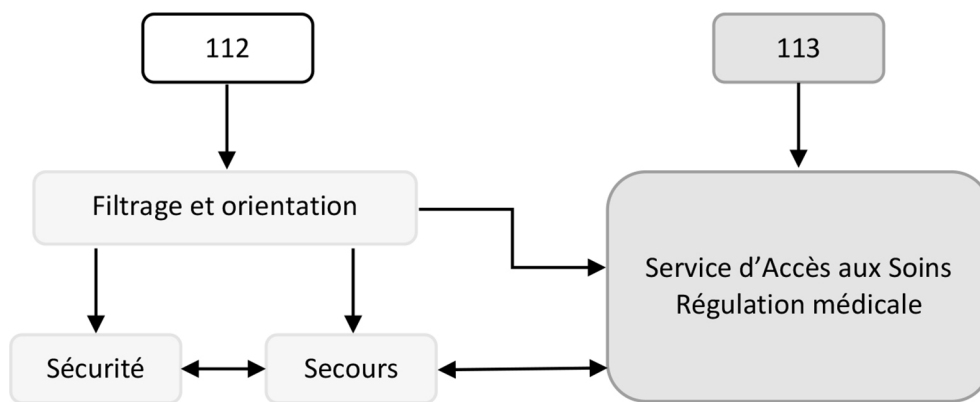 112
113
Filtrage et orientation
Service d’Accès aux Soins
Régulation médicale
Sécurité
Secours